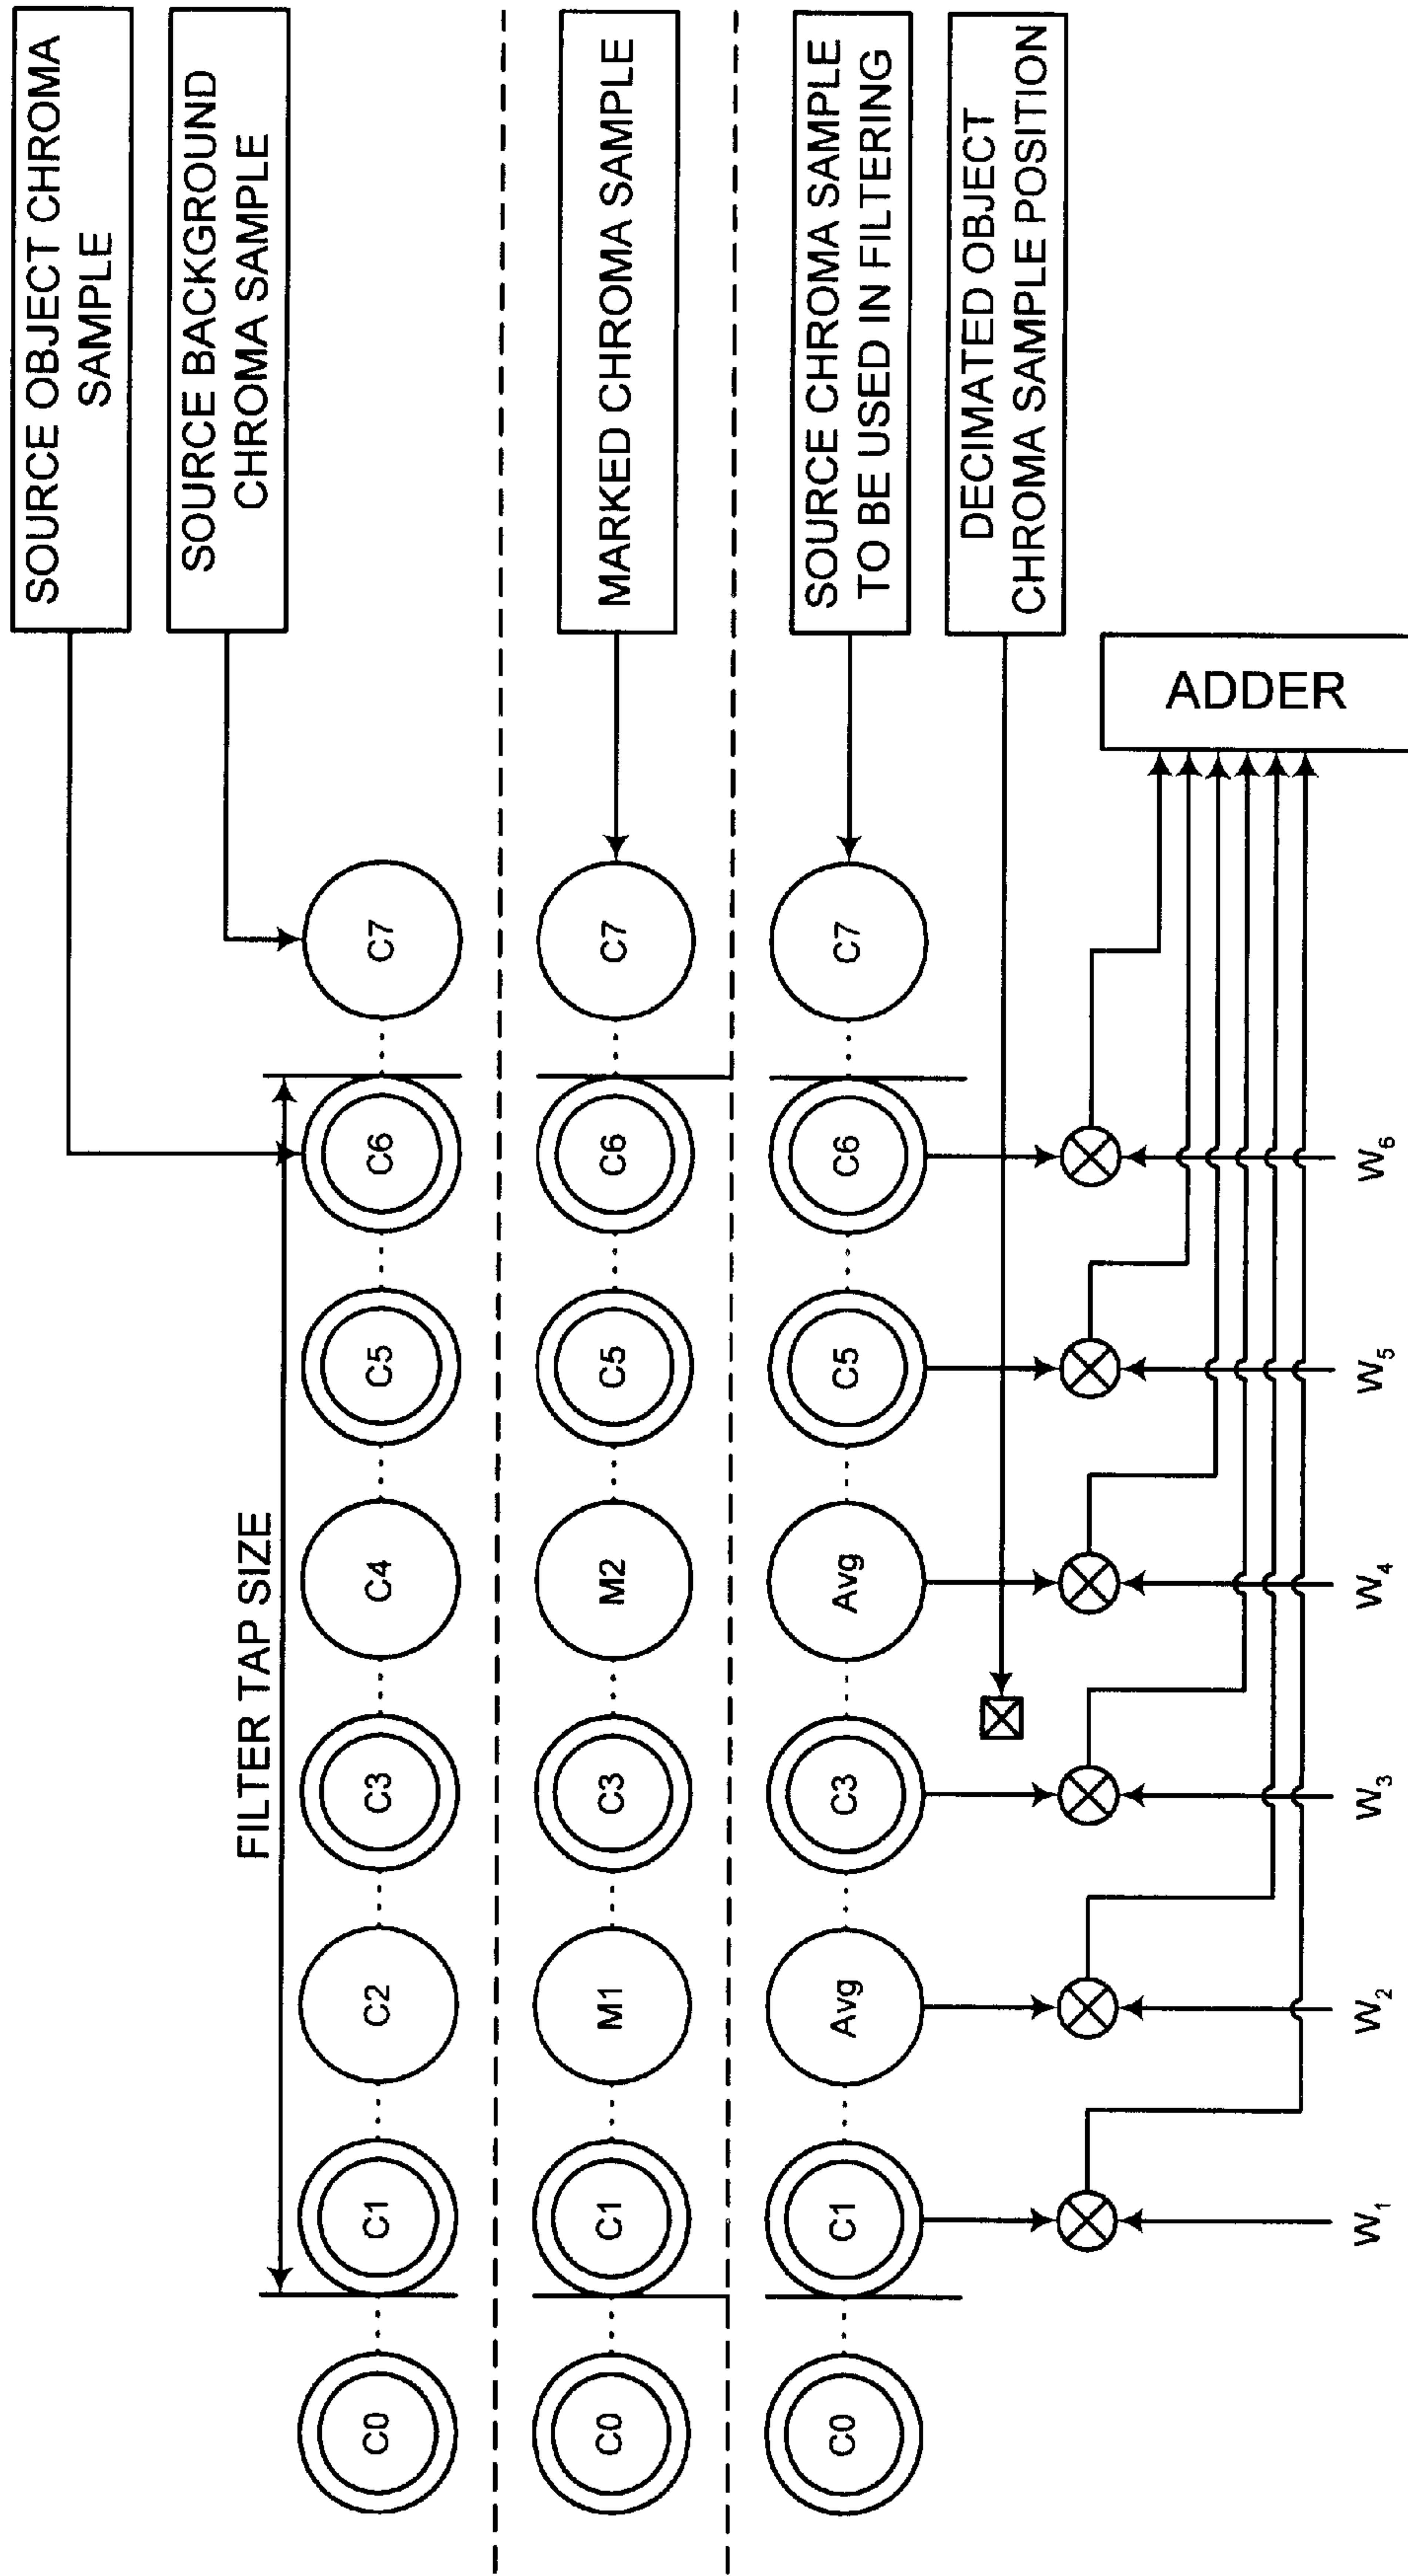 SOURCE OBJECT CHROMA
SAMPLE
SOURCE BACKGROUND
CHROMA SAMPLE
FILTER TAP SIZE
C0
C1
C2
C3
C4
C5
C6
C7
MARKED CHROMA SAMPLE
C0
C1
M1
C3
M2
C5
C6
C7
SOURCE CHROMA SAMPLE
TO BE USED IN FILTERING
C0
C1
Avg
C3
Avg
C5
C6
C7
DECIMATED OBJECT
CHROMA SAMPLE POSITION
ADDER
W1
W2
W3
W4
W5
W6